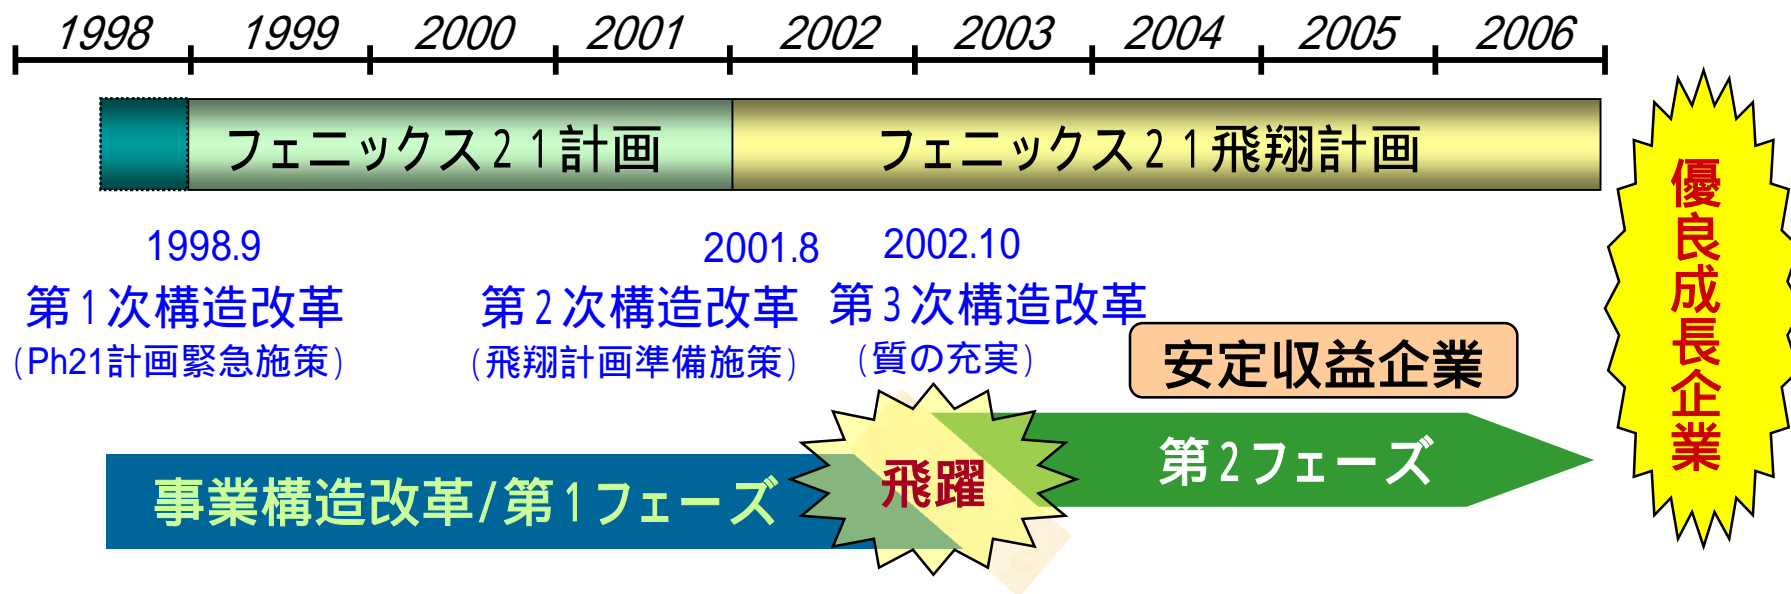 1998 1999 2000 2001 2002 2003 2004 2005 2006
フェニックス21計画
フェニックス21飛翔計画
1998.9
第1次構造改革
(Ph21計画緊急施策)
2001.8
第2次構造改革
(飛翔計画準備施策)
2002.10
第3次構造改革
(質の充実)
安定収益企業
事業構造改革/第1フェーズ
飛躍
第2フェーズ
優良成長企業